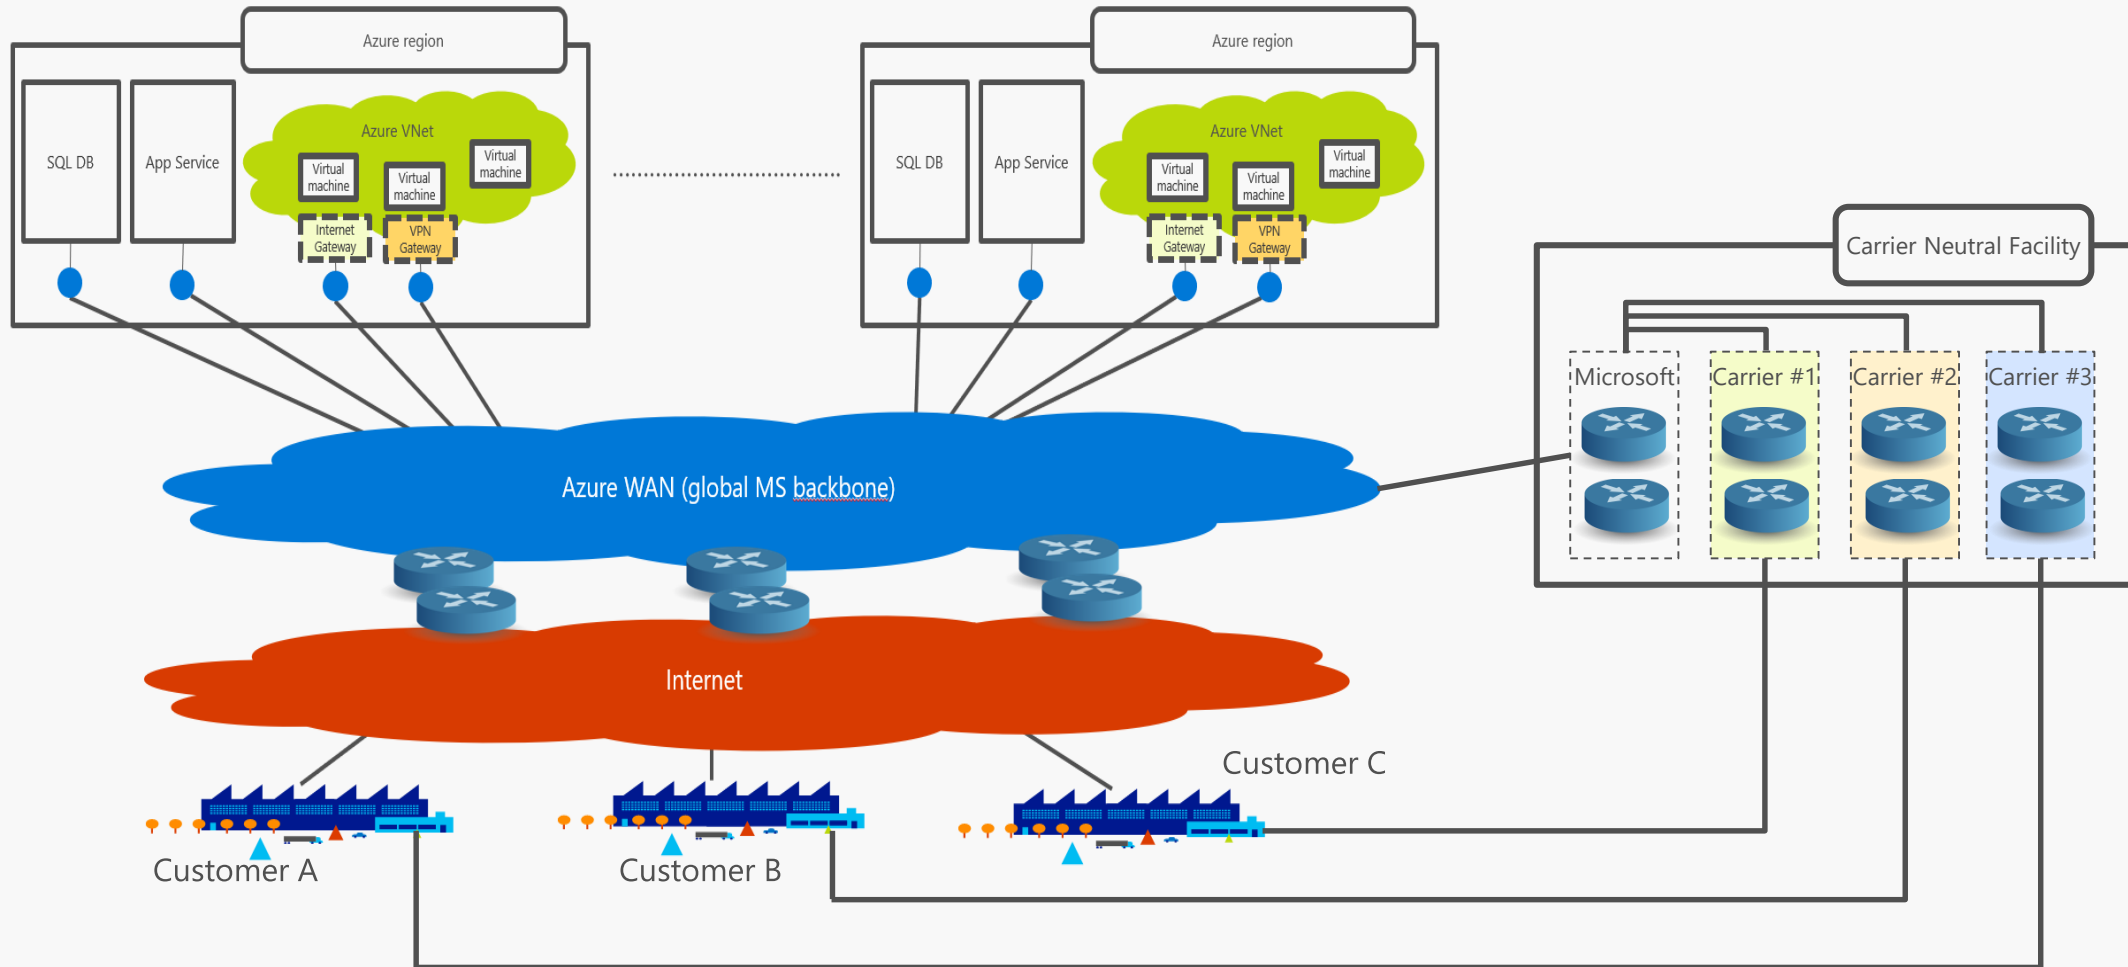 Azure region
SQL DB
App Service
Azure VNet
Virtual
machine
Virtual
machine
Virtual
machine
Internet
Gateway
VPN
Gateway
Azure region
SQL DB
App Service
Azure VNet
Virtual
machine
Virtual
machine
Virtual
machine
Internet
Gateway
VPN
Gateway
Carrier Neutral Facility
Microsoft
Carrier #1
Carrier #2
Carrier #3
Azure WAN (global MS backbone)
Internet
Customer A
Customer B
Customer C